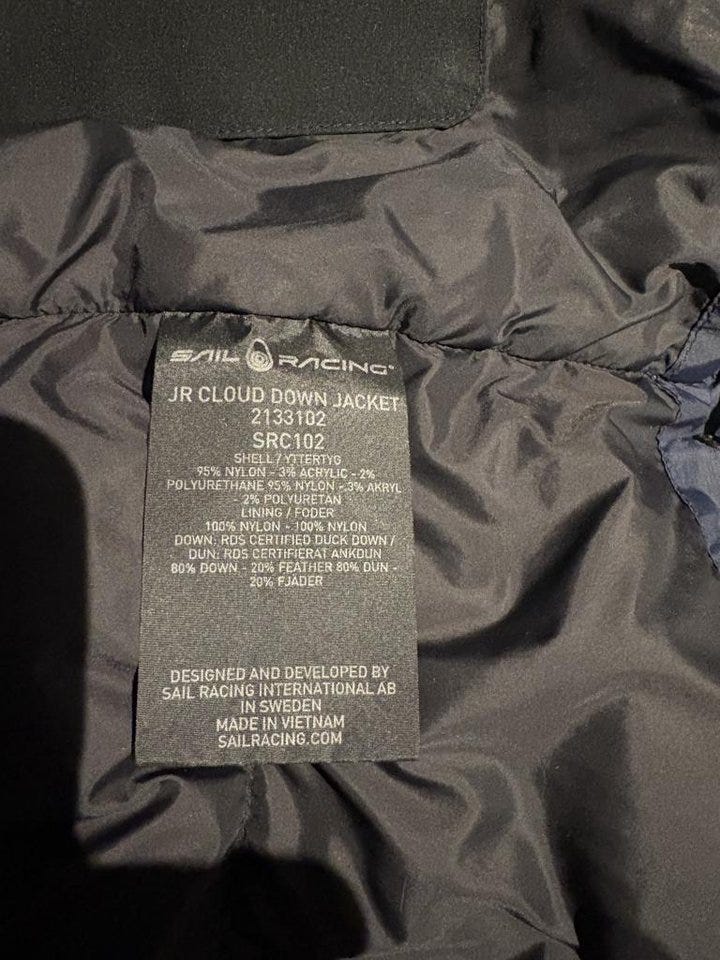 SAIL RACING®
JR CLOUD DOWN JACKET
2133102
SRC102
SHELL / YTTERTYG
95% NYLON - 3% ACRYLIC - 2%
POLYURETHANE 95% NYLON - 3% AKRYL
- 2% POLYURETAN
LINING / FODER
100% NYLON - 100% NYLON
DOWN: RDS CERTIFIED DUCK DOWN /
DUN: RDS CERTIFIERAT ANKDUN
80% DOWN - 20% FEATHER 80% DUN -
20% FJÄDER
DESIGNED AND DEVELOPED BY
SAIL RACING INTERNATIONAL AB
IN SWEDEN
MADE IN VIETNAM
SAILRACING.COM